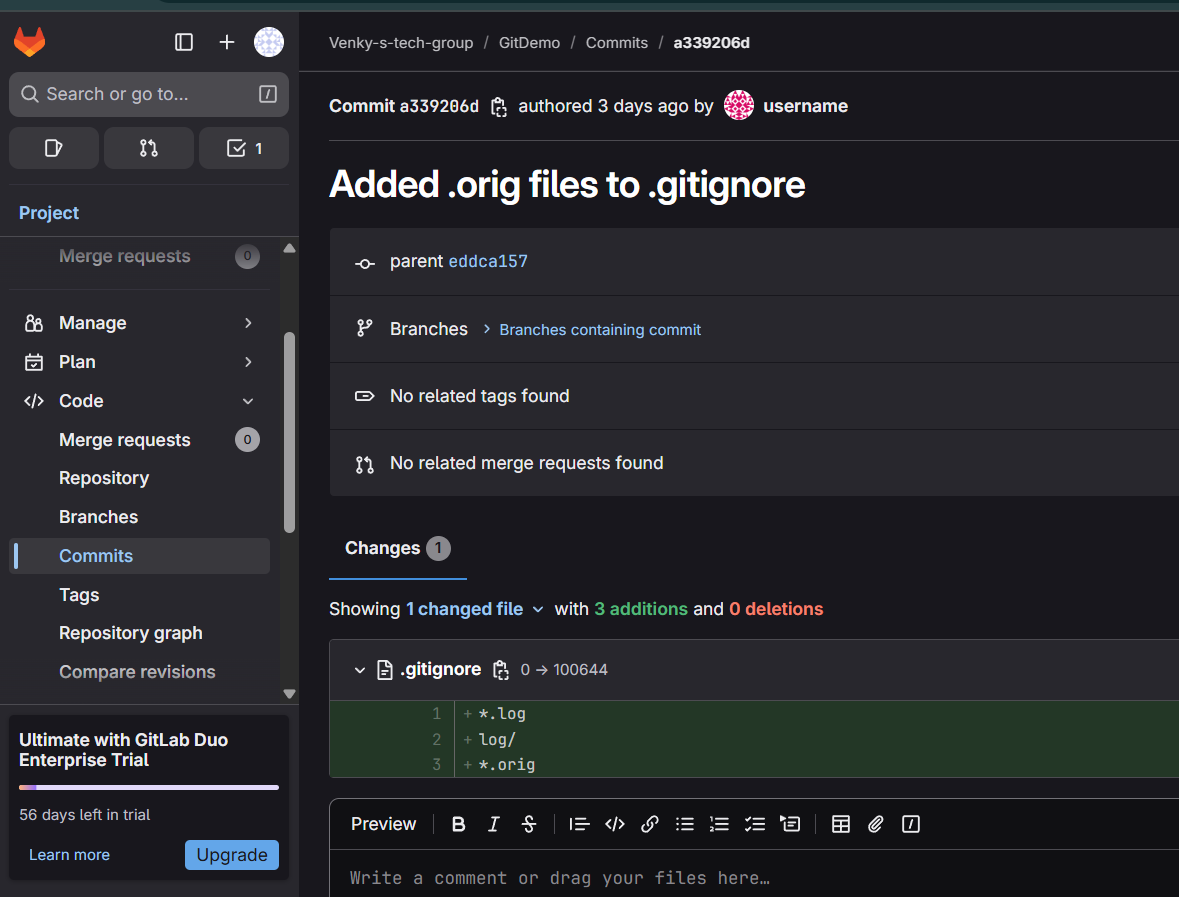 Search or go to...
1
Project
Merge requests 0
Manage
Plan
Code
Merge requests 0
Repository
Branches
Commits
Tags
Repository graph
Compare revisions
Ultimate with GitLab Duo
Enterprise Trial
56 days left in trial
Learn more
Upgrade
Venky-s-tech-group / GitDemo / Commits / a339206d
Commit a339206d authored 3 days ago by username
Added .orig files to .gitignore
parent eddca157
Branches Branches containing commit
No related tags found
No related merge requests found
Changes 1
Showing 1 changed file with 3 additions and 0 deletions
.gitignore 0 → 100644
1 + *.log
2 + log/
3 + *.orig
Preview
Write a comment or drag your files here…